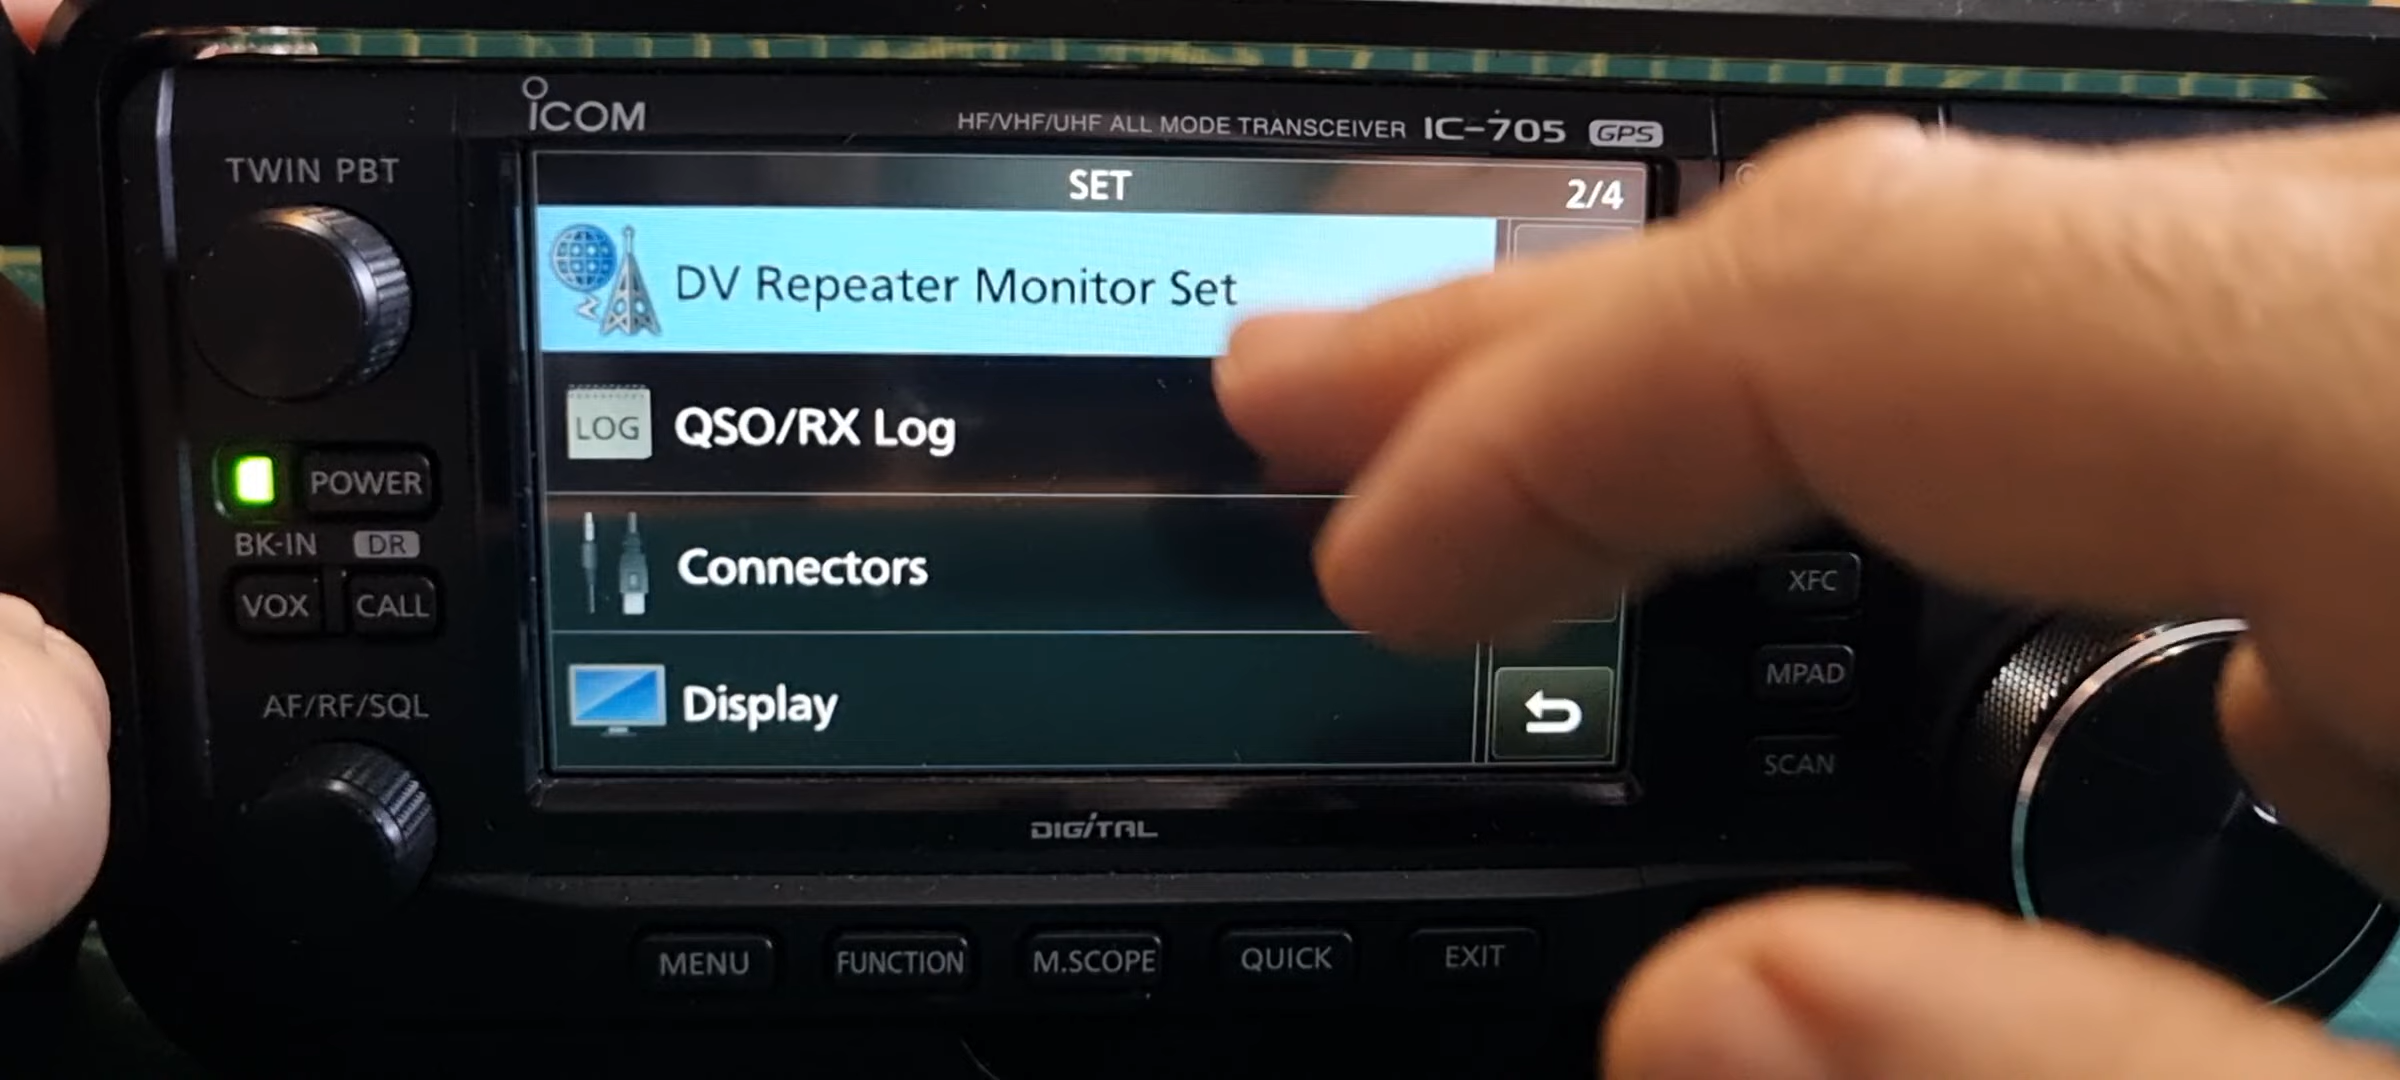 ICOM
HF/VHF/UHF ALL MODE TRANSCEIVER IC-705 GPS
TWIN PBT
SET 2/4
DV Repeater Monitor Set
LOG QSO/RX Log
POWER
BK-IN DR
Connectors
XFC
VOX CALL
MPAD
AF/RF/SQL
Display
SCAN
DIGITAL
MENU FUNCTION M.SCOPE QUICK EXIT